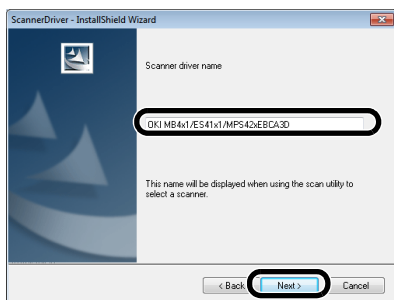 ScannerDriver - InstallShield Wizard
Scanner driver name
OKI MB4x1/ES41x1/MPS42xEBCA3D
This name will be displayed when using the scan utility to
select a scanner.
< Back
Next >
Cancel